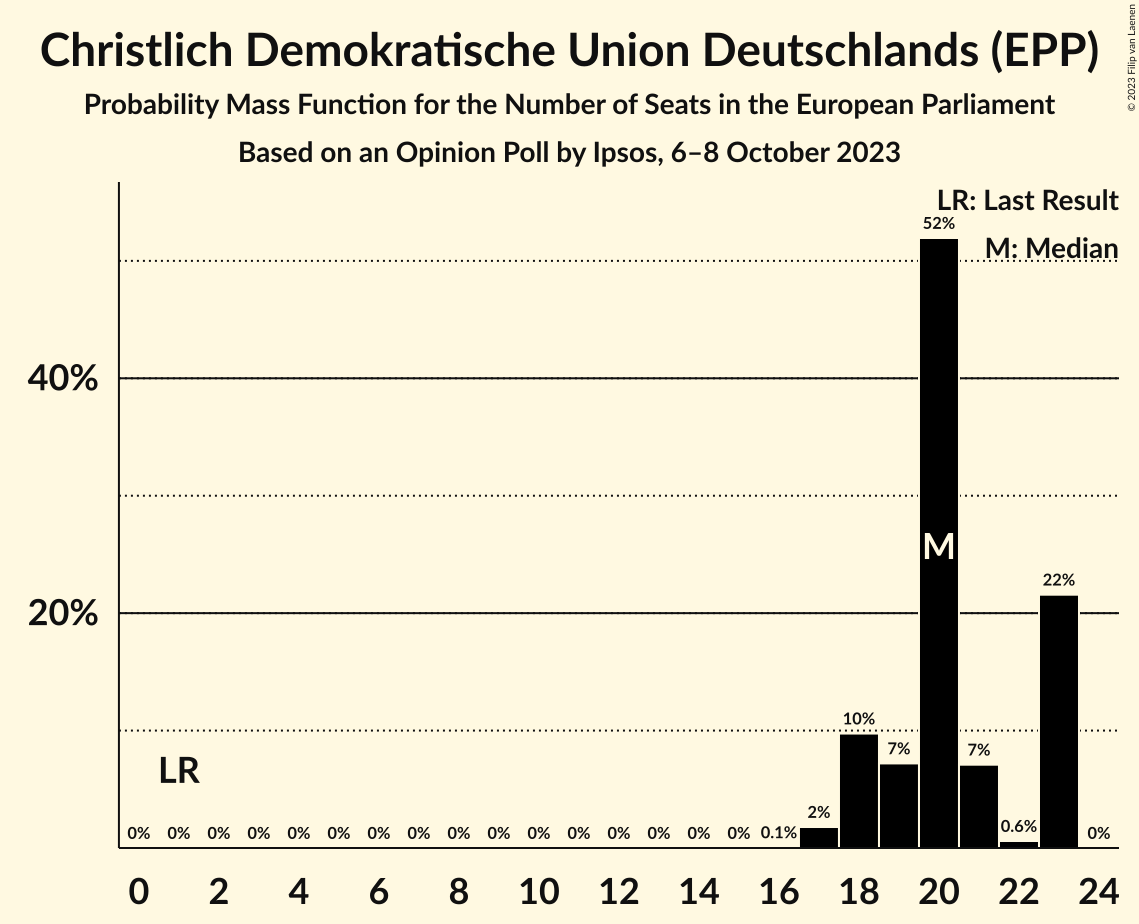 Christlich Demokratische Union Deutschlands (EPP)
Probability Mass Function for the Number of Seats in the European Parliament
Based on an Opinion Poll by Ipsos, 6–8 October 2023
© 2023 Filip van Laenen
LR: Last Result
52%
M: Median
40%
M
22%
20%
10%
7% 7%
LR
2%
0% 0% 0% 0% 0% 0% 0% 0% 0% 0% 0% 0% 0% 0% 0% 0% 0.1% 0.6% 0%
0 2 4 6 8 10 12 14 16 18 20 22 24